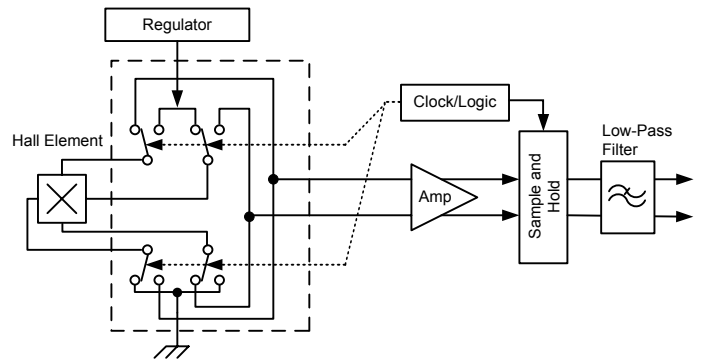 Regulator
Clock/Logic
Hall Element
Low-Pass
Filter
Amp
Sample and
Hold